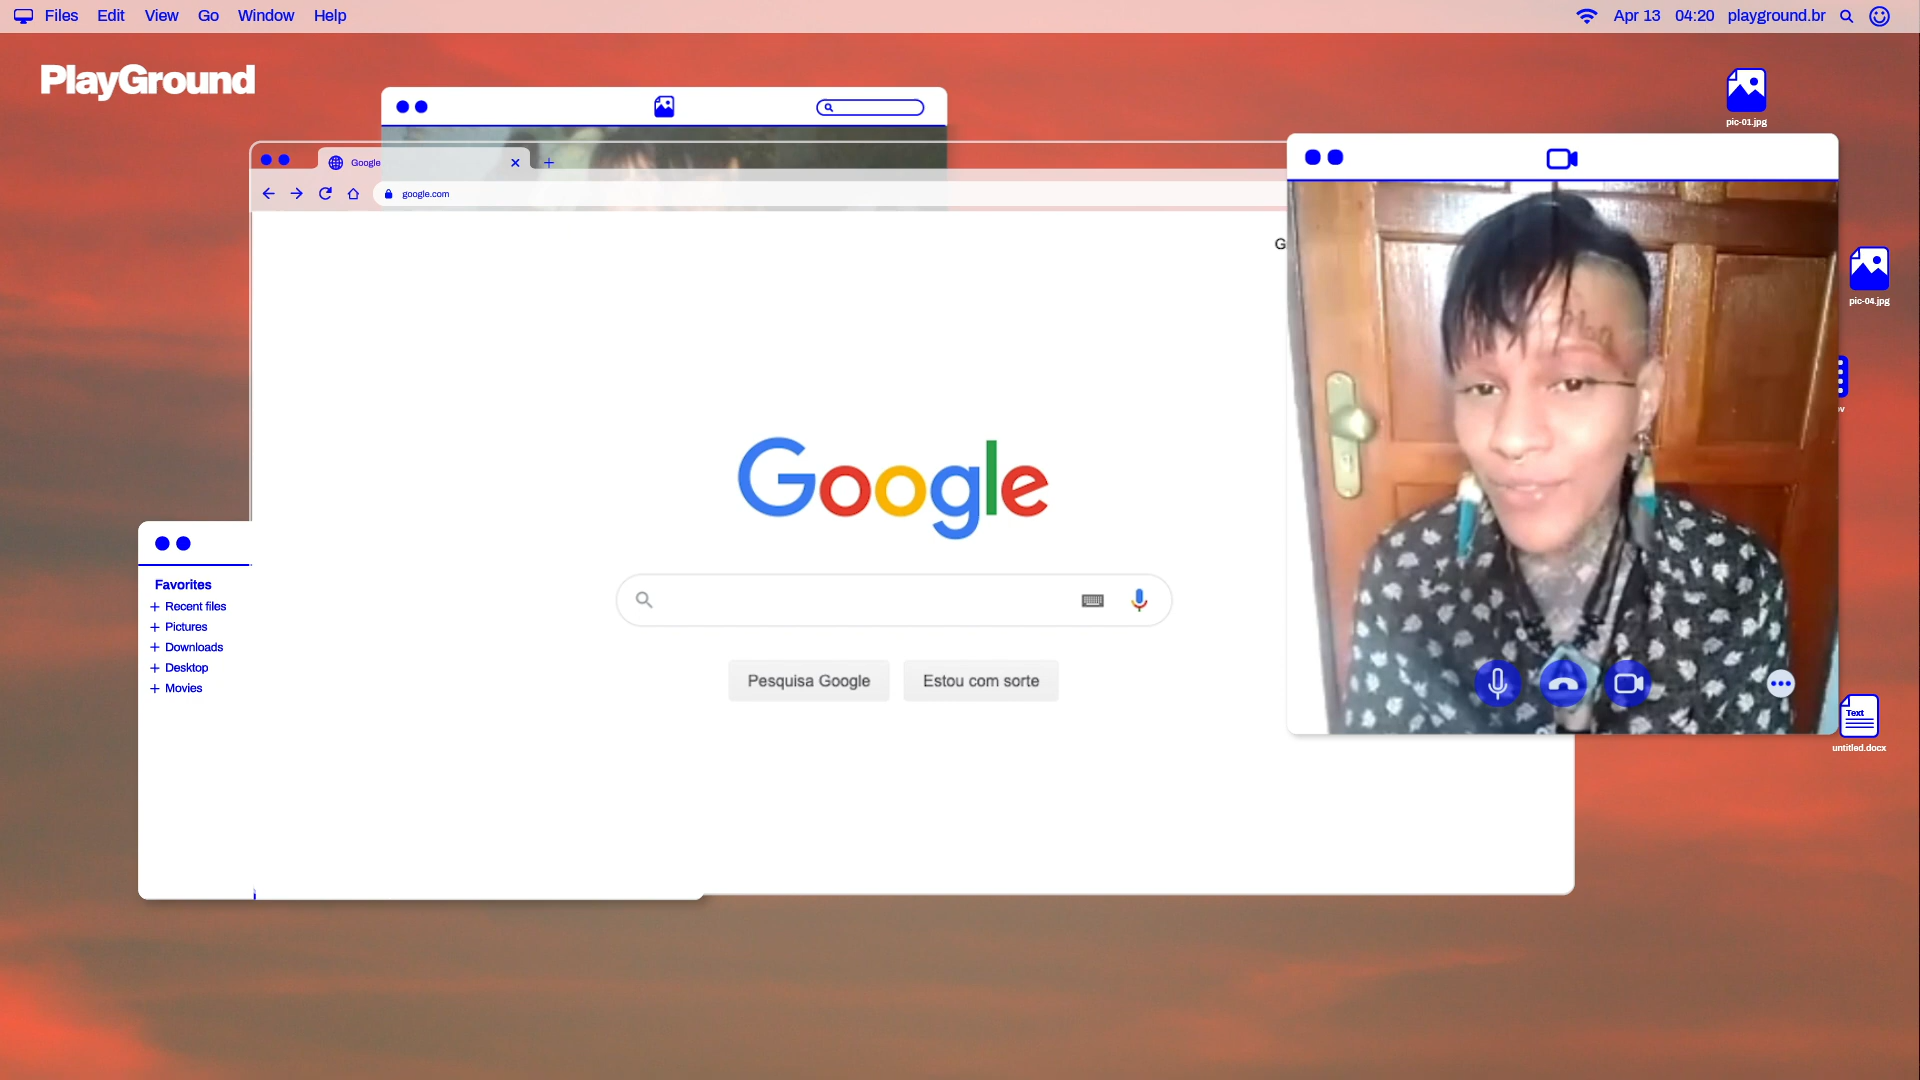 Files Edit View Go Window Help
Apr 13 04:20 playground.br
PlayGround
pic-01.jpg
Google
google.com
G
pic-04.jpg
Google
Favorites
+ Recent files
+ Pictures
+ Downloads
+ Desktop
+ Movies
Pesquisa Google
Estou com sorte
Text
untitled.docx